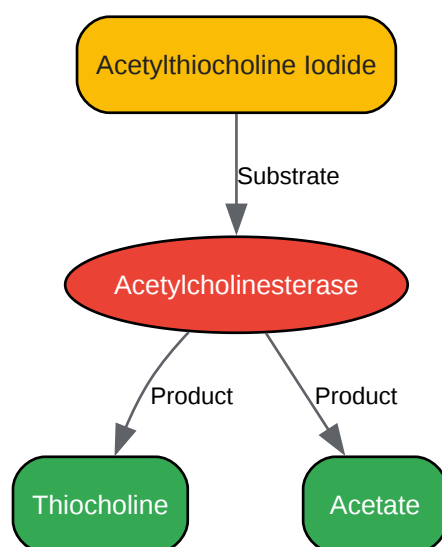 Acetylthiocholine Iodide
Substrate
Acetylcholinesterase
Product
Product
Thiocholine
Acetate